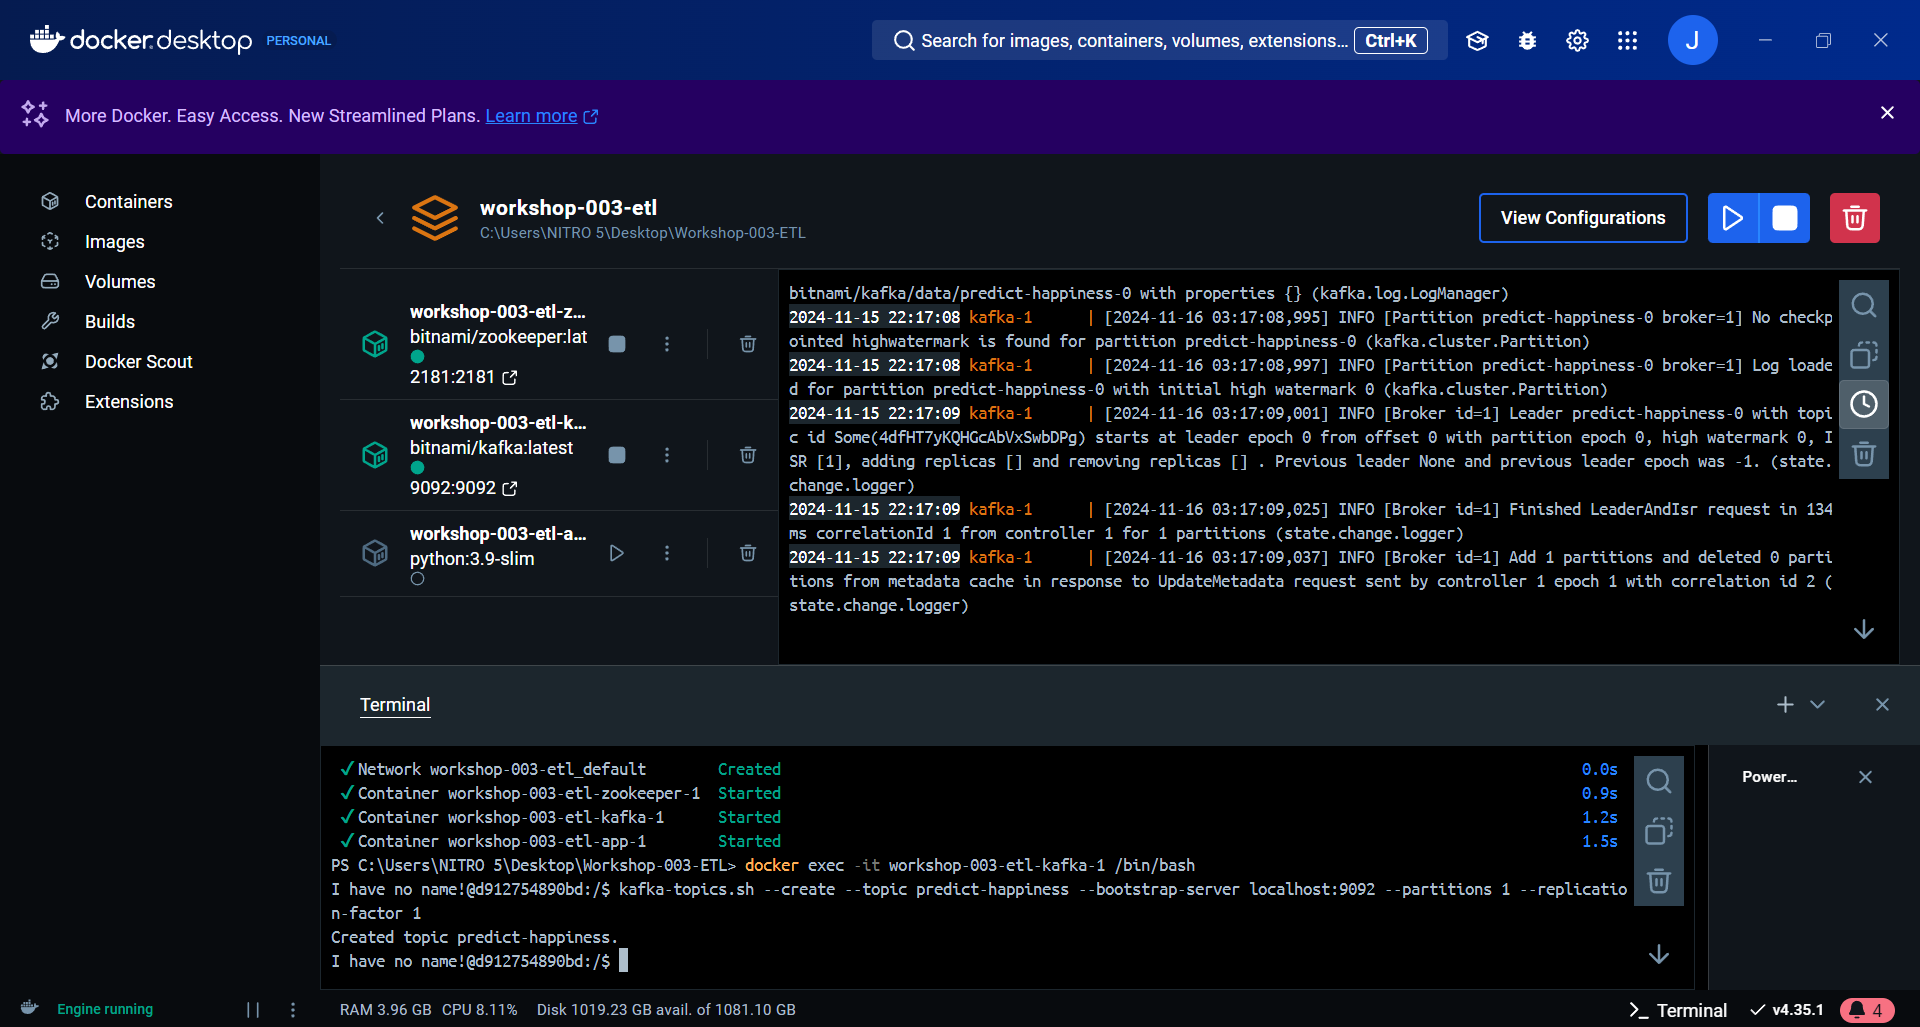 docker.desktop PERSONAL
Search for images, containers, volumes, extensions... Ctrl+K
J
More Docker. Easy Access. New Streamlined Plans. Learn more
Containers
Images
Volumes
Builds
Docker Scout
Extensions
workshop-003-etl
C:\Users\NITRO 5\Desktop\Workshop-003-ETL
View Configurations
workshop-003-etl-z...
bitnami/zookeeper:lat
2181:2181
workshop-003-etl-k...
bitnami/kafka:latest
9092:9092
workshop-003-etl-a...
python:3.9-slim
bitnami/kafka/data/predict-happiness-0 with properties {} (kafka.log.LogManager)
2024-11-15 22:17:08 kafka-1 | [2024-11-16 03:17:08,995] INFO [Partition predict-happiness-0 broker=1] No checkp
ointed highwatermark is found for partition predict-happiness-0 (kafka.cluster.Partition)
2024-11-15 22:17:08 kafka-1 | [2024-11-16 03:17:08,997] INFO [Partition predict-happiness-0 broker=1] Log loade
d for partition predict-happiness-0 with initial high watermark 0 (kafka.cluster.Partition)
2024-11-15 22:17:09 kafka-1 | [2024-11-16 03:17:09,001] INFO [Broker id=1] Leader predict-happiness-0 with topi
c id Some(4dfHT7yKQHGcAbVxSwbDPg) starts at leader epoch 0 from offset 0 with partition epoch 0, high watermark 0, I
SR [1], adding replicas [] and removing replicas [] . Previous leader None and previous leader epoch was -1. (state.
change.logger)
2024-11-15 22:17:09 kafka-1 | [2024-11-16 03:17:09,025] INFO [Broker id=1] Finished LeaderAndIsr request in 134
ms correlationId 1 from controller 1 for 1 partitions (state.change.logger)
2024-11-15 22:17:09 kafka-1 | [2024-11-16 03:17:09,037] INFO [Broker id=1] Add 1 partitions and deleted 0 parti
tions from metadata cache in response to UpdateMetadata request sent by controller 1 epoch 1 with correlation id 2 (
state.change.logger)
Terminal
✓ Network workshop-003-etl_default Created 0.0s
✓ Container workshop-003-etl-zookeeper-1 Started 0.9s
✓ Container workshop-003-etl-kafka-1 Started 1.2s
✓ Container workshop-003-etl-app-1 Started 1.5s
PS C:\Users\NITRO 5\Desktop\Workshop-003-ETL> docker exec -it workshop-003-etl-kafka-1 /bin/bash
I have no name!@d912754890bd:/$ kafka-topics.sh --create --topic predict-happiness --bootstrap-server localhost:9092 --partitions 1 --replicatio
n-factor 1
Created topic predict-happiness.
I have no name!@d912754890bd:/$
Power...
Engine running
RAM 3.96 GB CPU 8.11% Disk 1019.23 GB avail. of 1081.10 GB
Terminal
v4.35.1
4